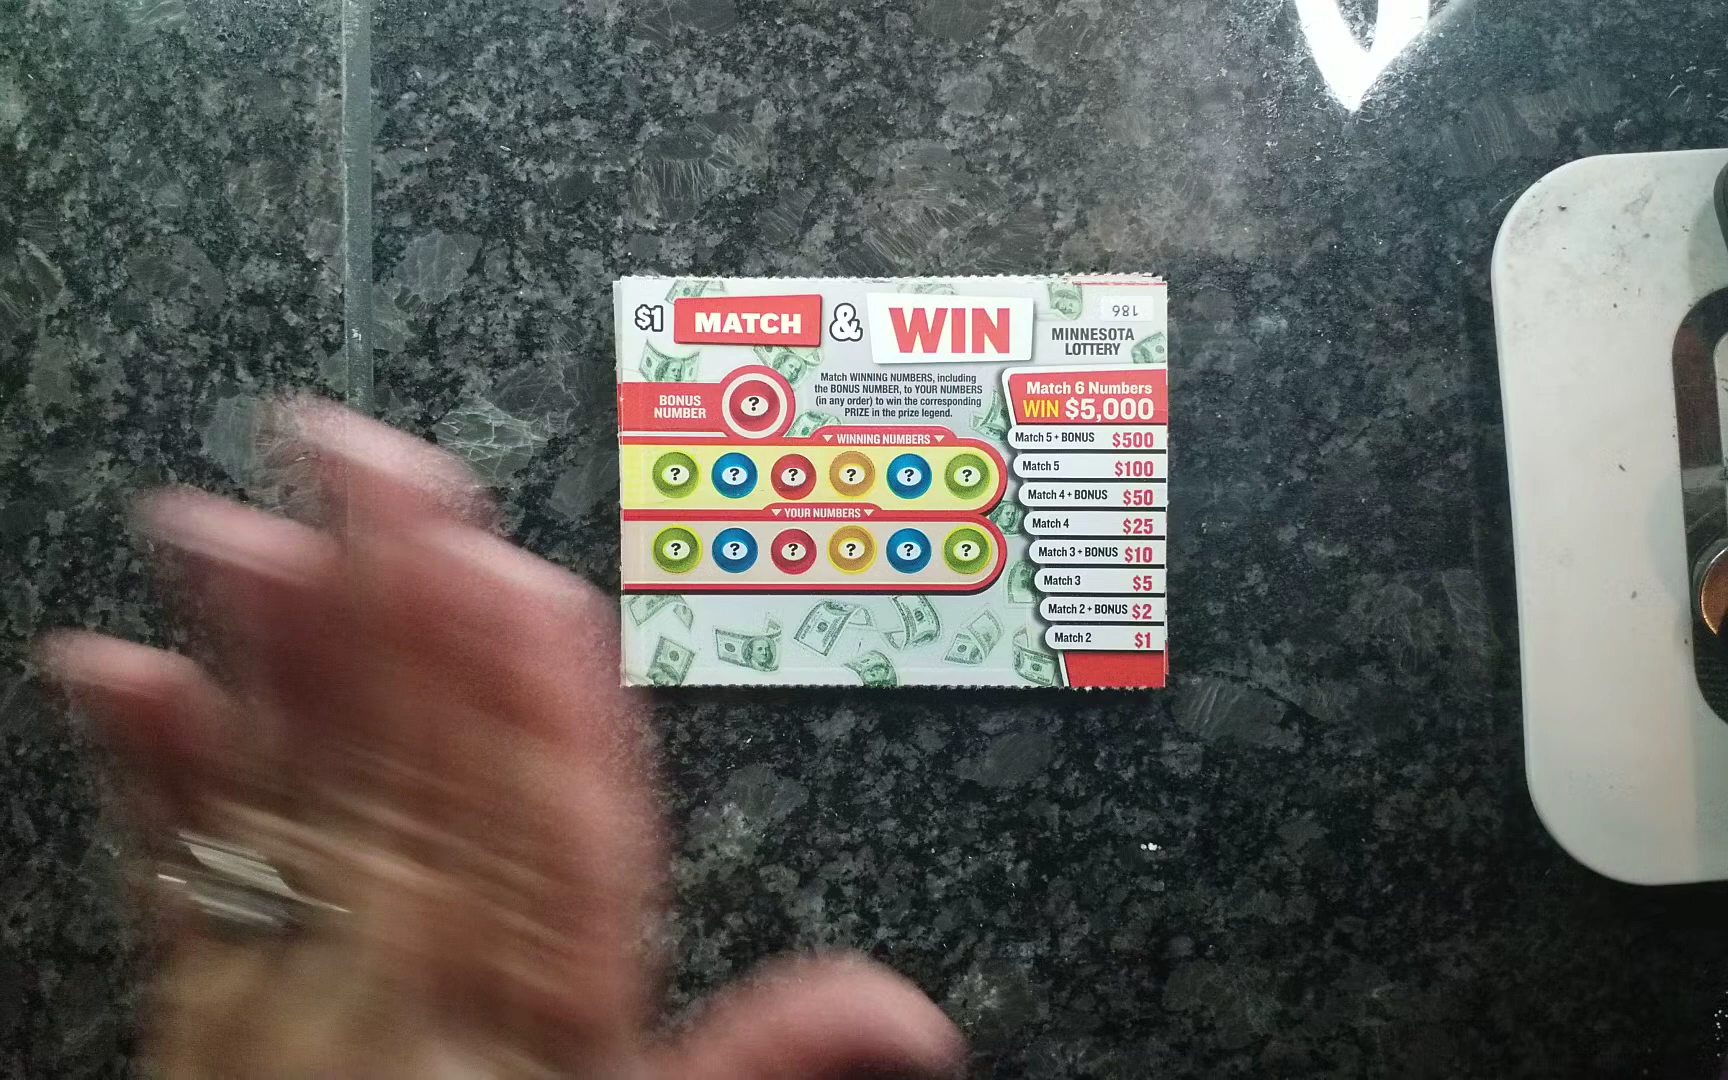 $1 MATCH & WIN
186
MINNESOTA
LOTTERY
BONUS
NUMBER
?
Match WINNING NUMBERS, including
the BONUS NUMBER, to YOUR NUMBERS
(in any order) to win the corresponding
PRIZE in the prize legend.
WINNING NUMBERS
? ? ? ? ? ?
YOUR NUMBERS
? ? ? ? ? ?
Match 6 Numbers
WIN $5,000
Match 5 + BONUS $500
Match 5 $100
Match 4 + BONUS $50
Match 4 $25
Match 3 + BONUS $10
Match 3 $5
Match 2 + BONUS $2
Match 2 $1